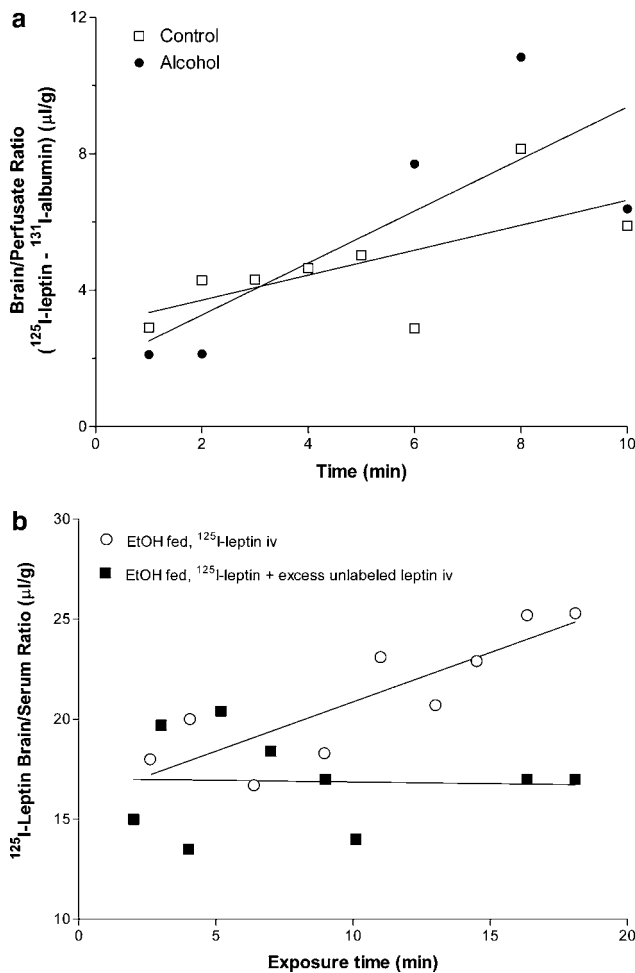 a
Control
Alcohol
12
8
4
0
0
2
4
6
8
10
Time (min)
Brain/Perfusate Ratio
(¹²⁵I-leptin - ¹³¹I-albumin) (µl/g)
b
EtOH fed, ¹²⁵I-leptin iv
EtOH fed, ¹²⁵I-leptin + excess unlabeled leptin iv
30
25
20
15
10
0
5
10
15
20
Exposure time (min)
¹²⁵I-Leptin Brain/Serum Ratio (µl/g)